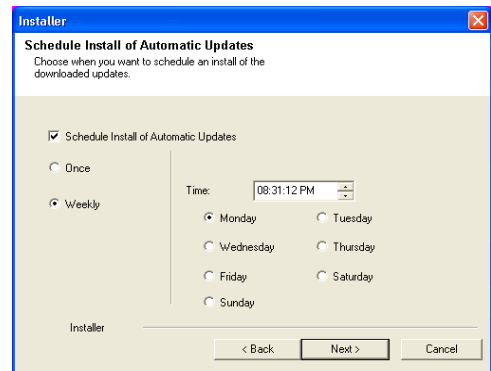 Installer
Schedule Install of Automatic Updates
Choose when you want to schedule an install of the
downloaded updates.
Schedule Install of Automatic Updates
Once
Weekly
Time: 08:31:12 PM
Monday Tuesday
Wednesday Thursday
Friday Saturday
Sunday
Installer
< Back Next > Cancel